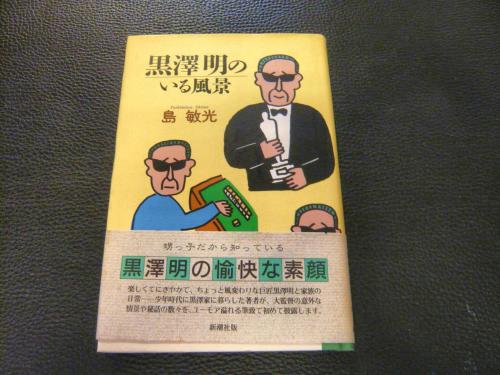 黒澤明の
いる風景
Toshimitsu Shima
島 敏光
甥っ子だから知っている
黒澤明の愉快な素顔
楽しくてにぎやかで、ちょっと風変わりな巨匠黒澤明と家族の
日常——少年時代に黒澤家に暮らした著者が、大監督の意外な
情景や秘話の数々を、ユーモア溢れる筆致で初めて披露します。
新潮社版